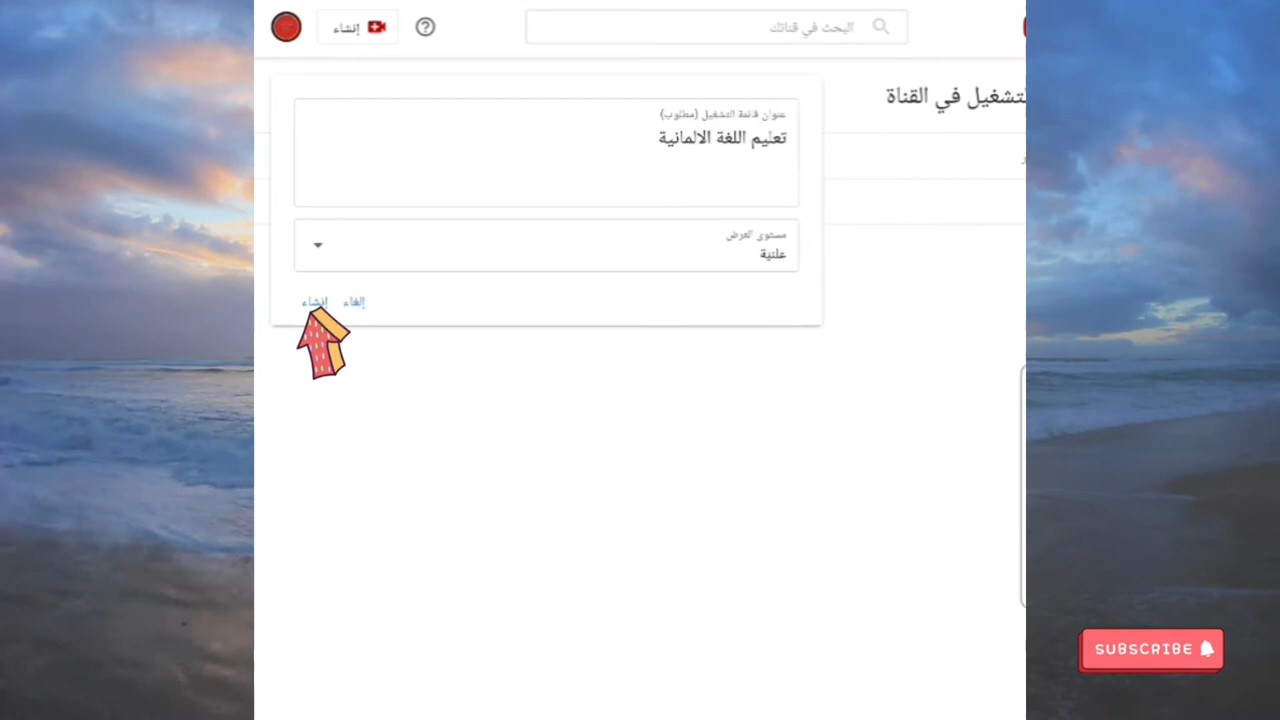 البحث في قناتك
إنشاء
لتشغيل في القناة
عنوان قائمة التشغيل (مطلوب)
تعليم اللغة الالمانية
مستوى العرض
علنية
إلغاء
إنشاء
SUBSCRIBE